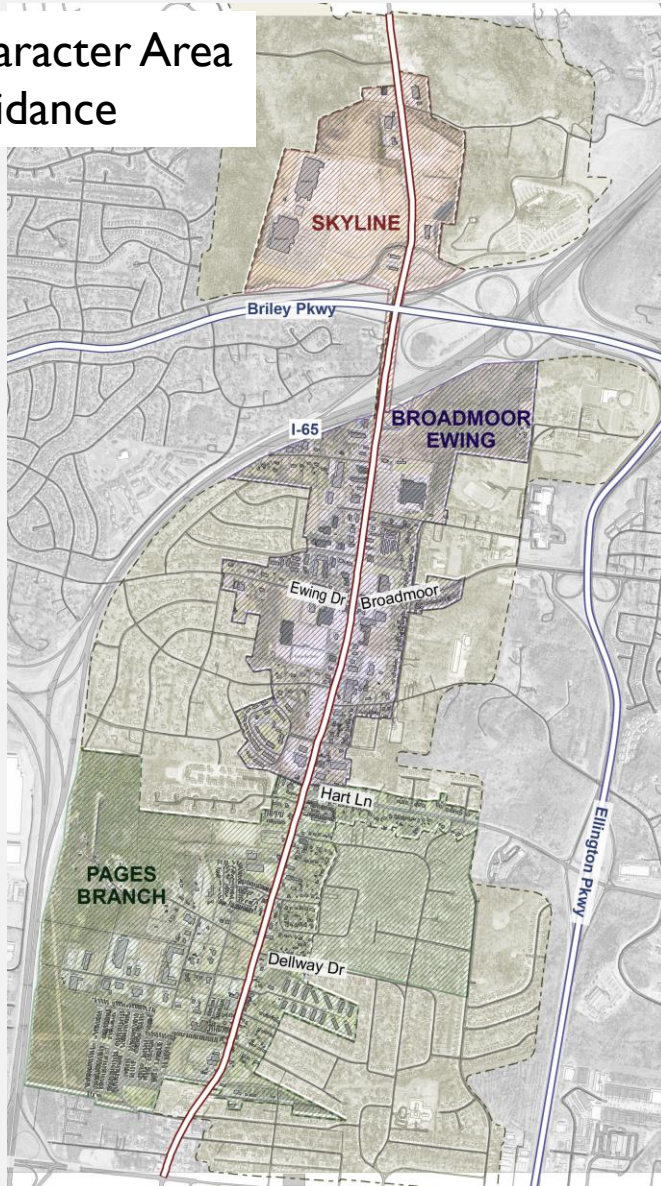 aracter Area
idance
SKYLINE
Briley Pkwy
I-65
BROADMOOR
EWING
Ewing Dr
Broadmoor
Hart Ln
PAGES
BRANCH
Ellington Pkwy
Dellway Dr